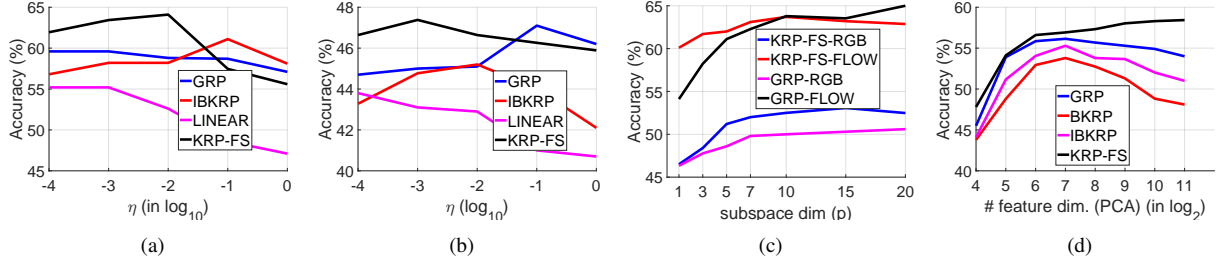 Accuracy (%)
65
60
55
50
45
-4 -3 -2 -1 0
η (in log10)
GRP
IBKRP
LINEAR
KRP-FS
(a)
Accuracy (%)
48
46
44
42
40
-4 -3 -2 -1 0
η (log10)
GRP
IBKRP
LINEAR
KRP-FS
(b)
Accuracy (%)
65
60
55
50
45
1 3 5 7 10 15 20
subspace dim (p)
KRP-FS-RGB
KRP-FS-FLOW
GRP-RGB
GRP-FLOW
(c)
Accuracy (%)
60
55
50
45
40
4 5 6 7 8 9 10 11
# feature dim. (PCA) (in log2)
GRP
BKRP
IBKRP
KRP-FS
(d)